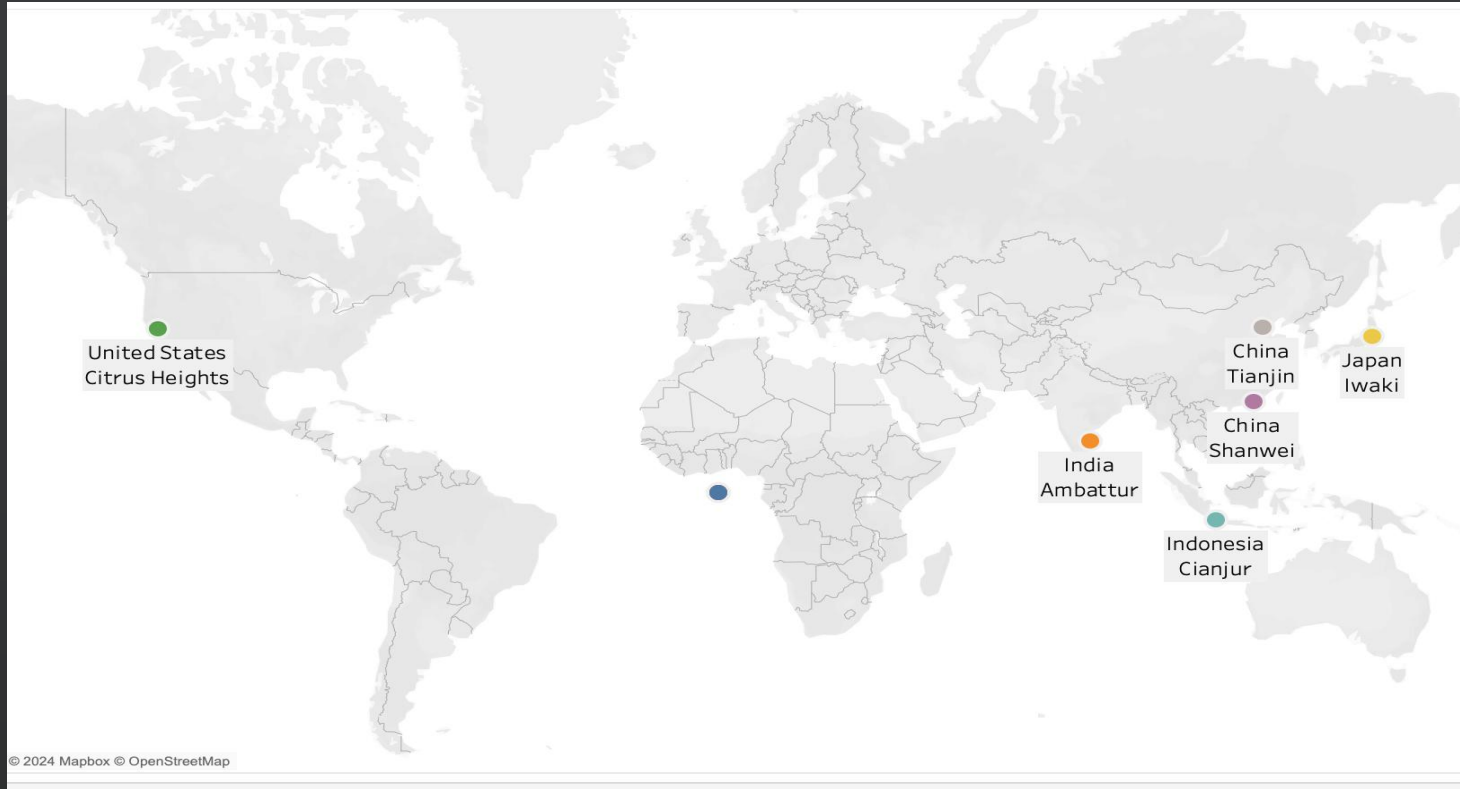 United States
Citrus Heights
China
Tianjin
Japan
Iwaki
China
Shanwei
India
Ambattur
Indonesia
Cianjur
© 2024 Mapbox © OpenStreetMap